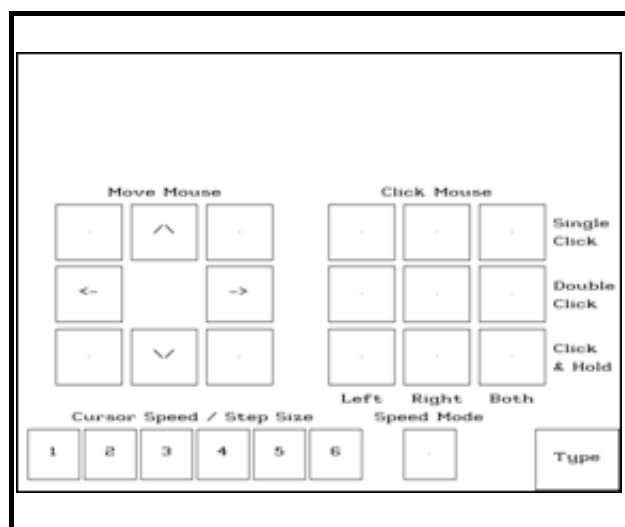 Move Mouse
Click Mouse
/\
Single
Click
<-
->
Double
Click
\/
Click
& Hold
Left Right Both
Cursor Speed / Step Size
Speed Mode
1 2 3 4 5 6
Type